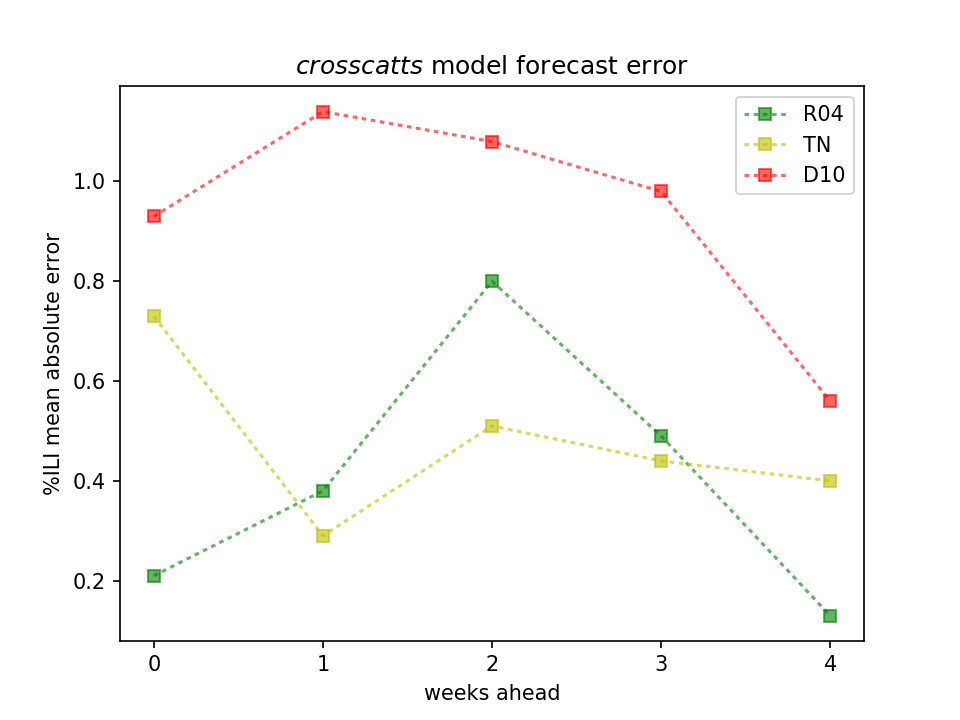 crosscatts model forecast error
R04
TN
D10
%ILI mean absolute error
1.0
0.8
0.6
0.4
0.2
0 1 2 3 4
weeks ahead